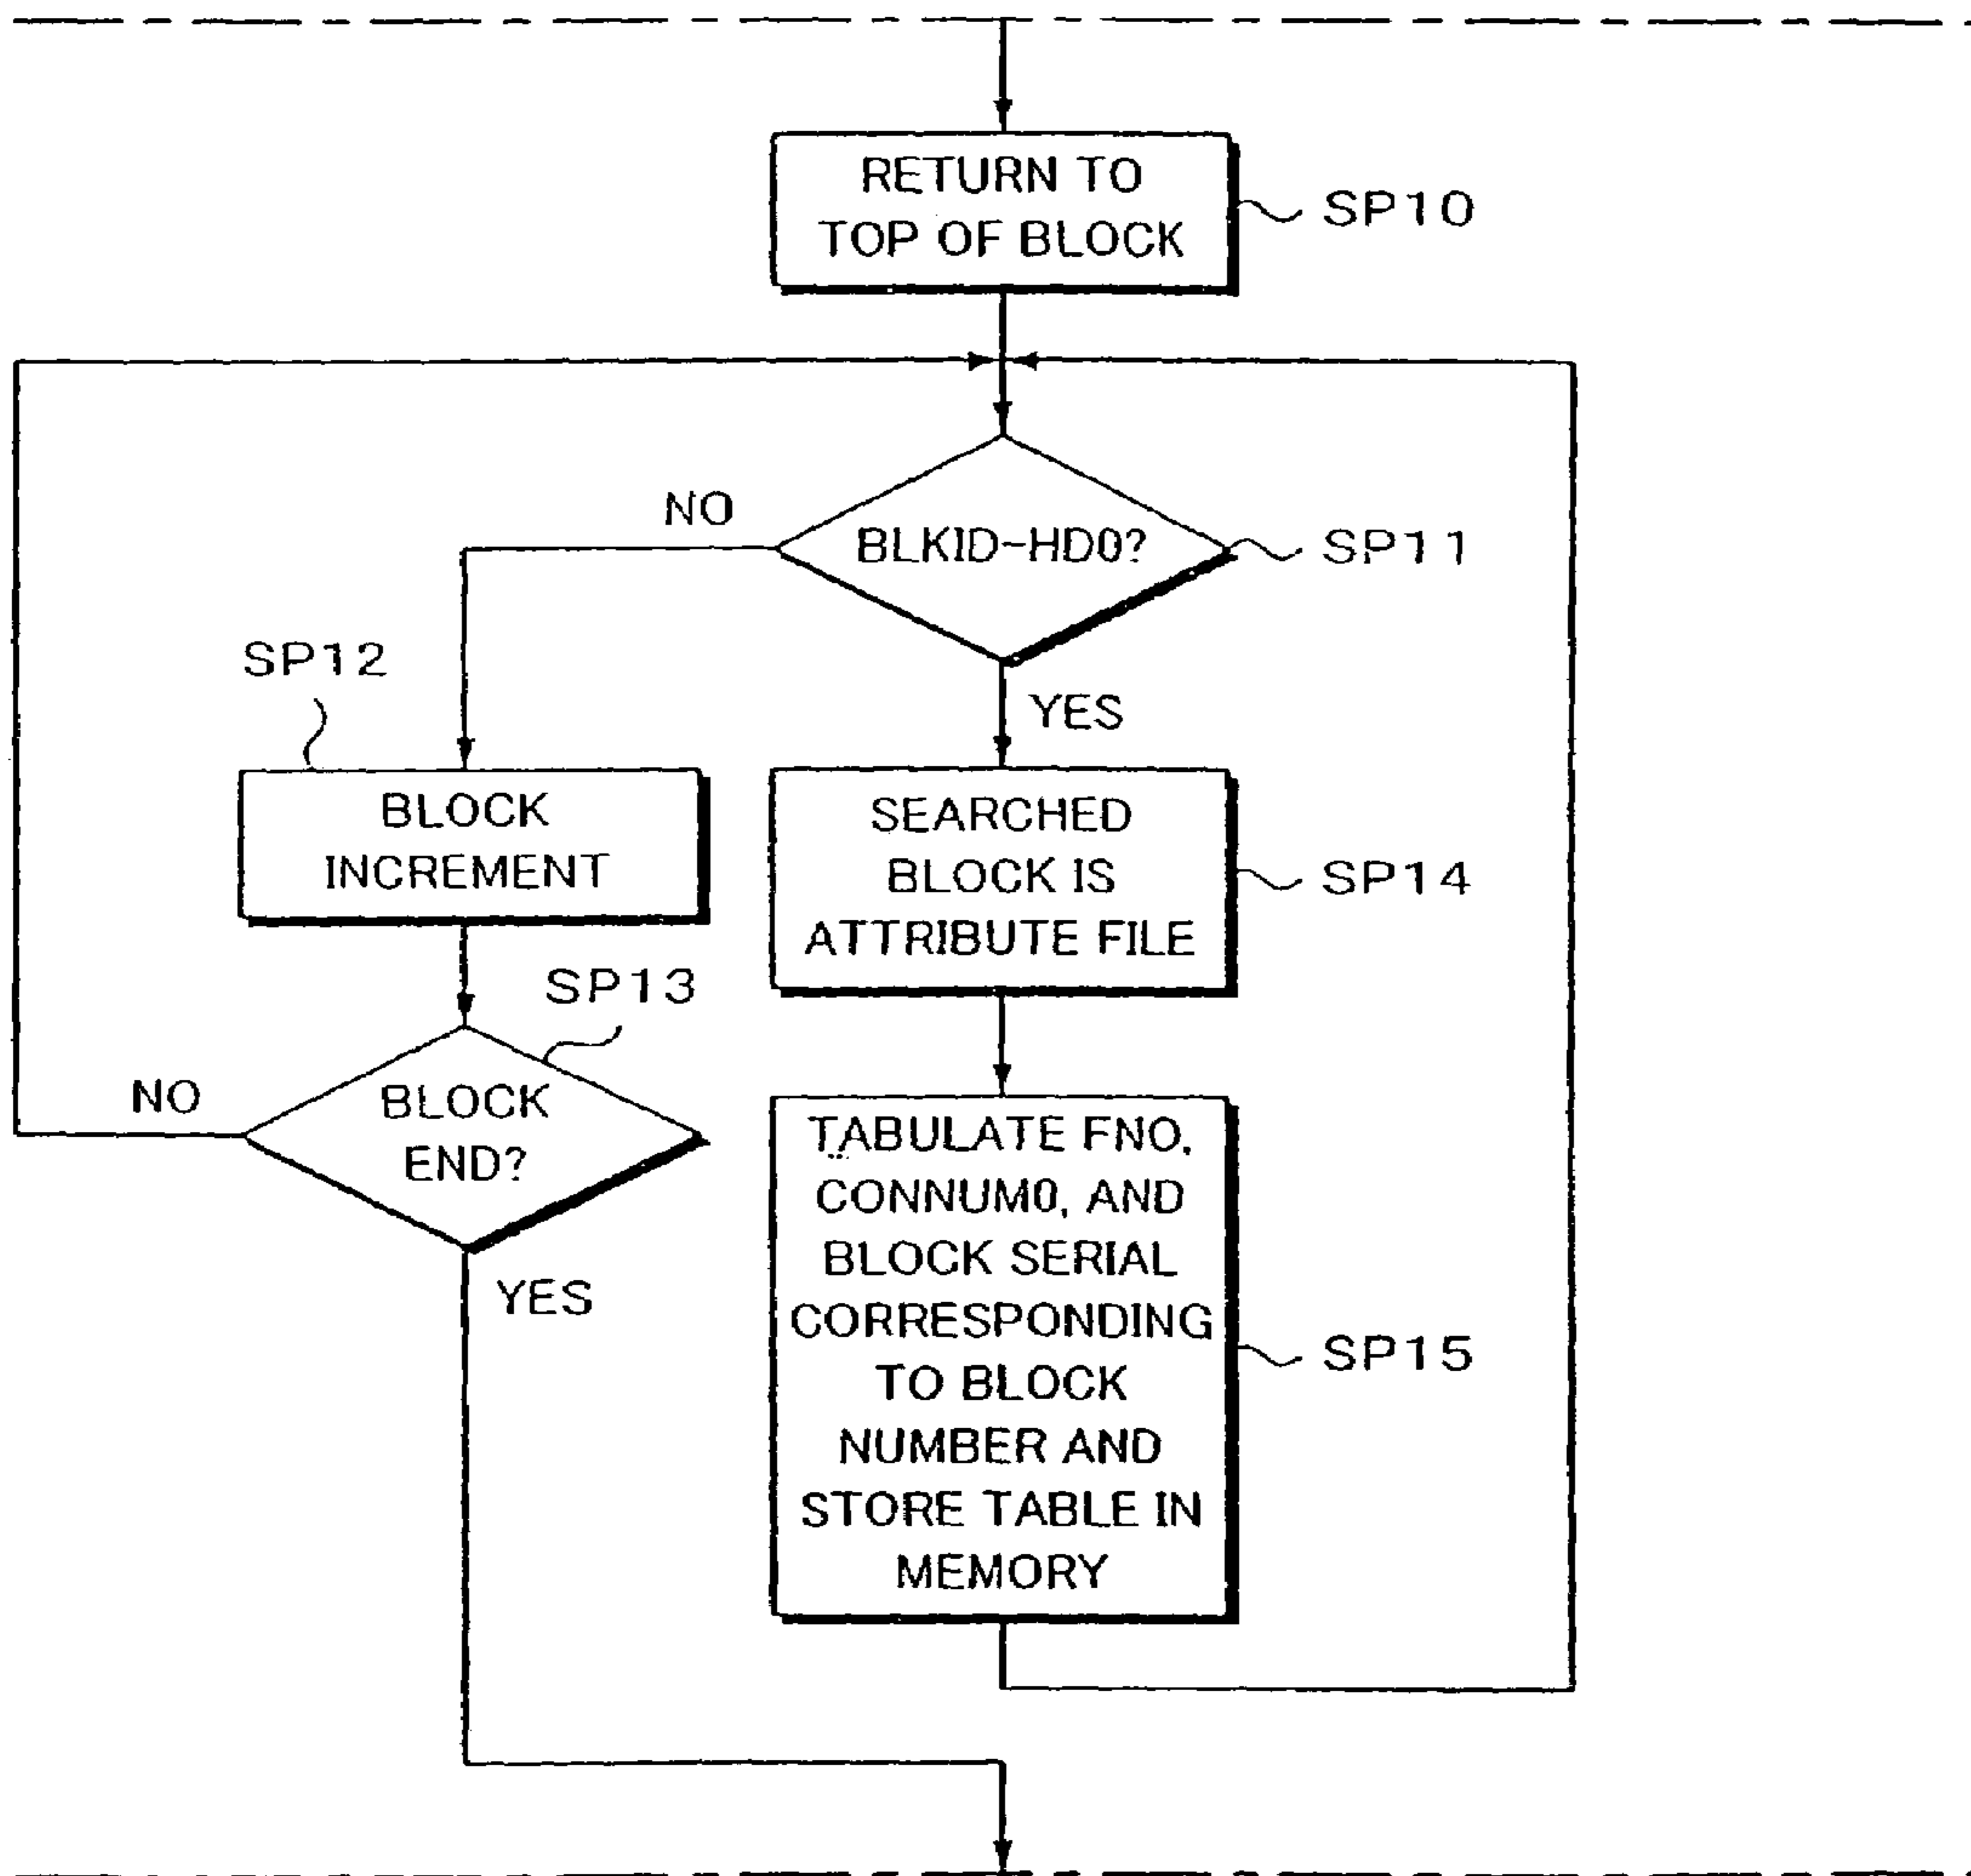 RETURN TO
TOP OF BLOCK
SP10
NO
BLKID-HD0?
SP11
YES
SP12
BLOCK
INCREMENT
SEARCHED
BLOCK IS
ATTRIBUTE FILE
SP14
SP13
NO
BLOCK
END?
YES
TABULATE FNO,
CONNUM0, AND
BLOCK SERIAL
CORRESPONDING
TO BLOCK
NUMBER AND
STORE TABLE IN
MEMORY
SP15